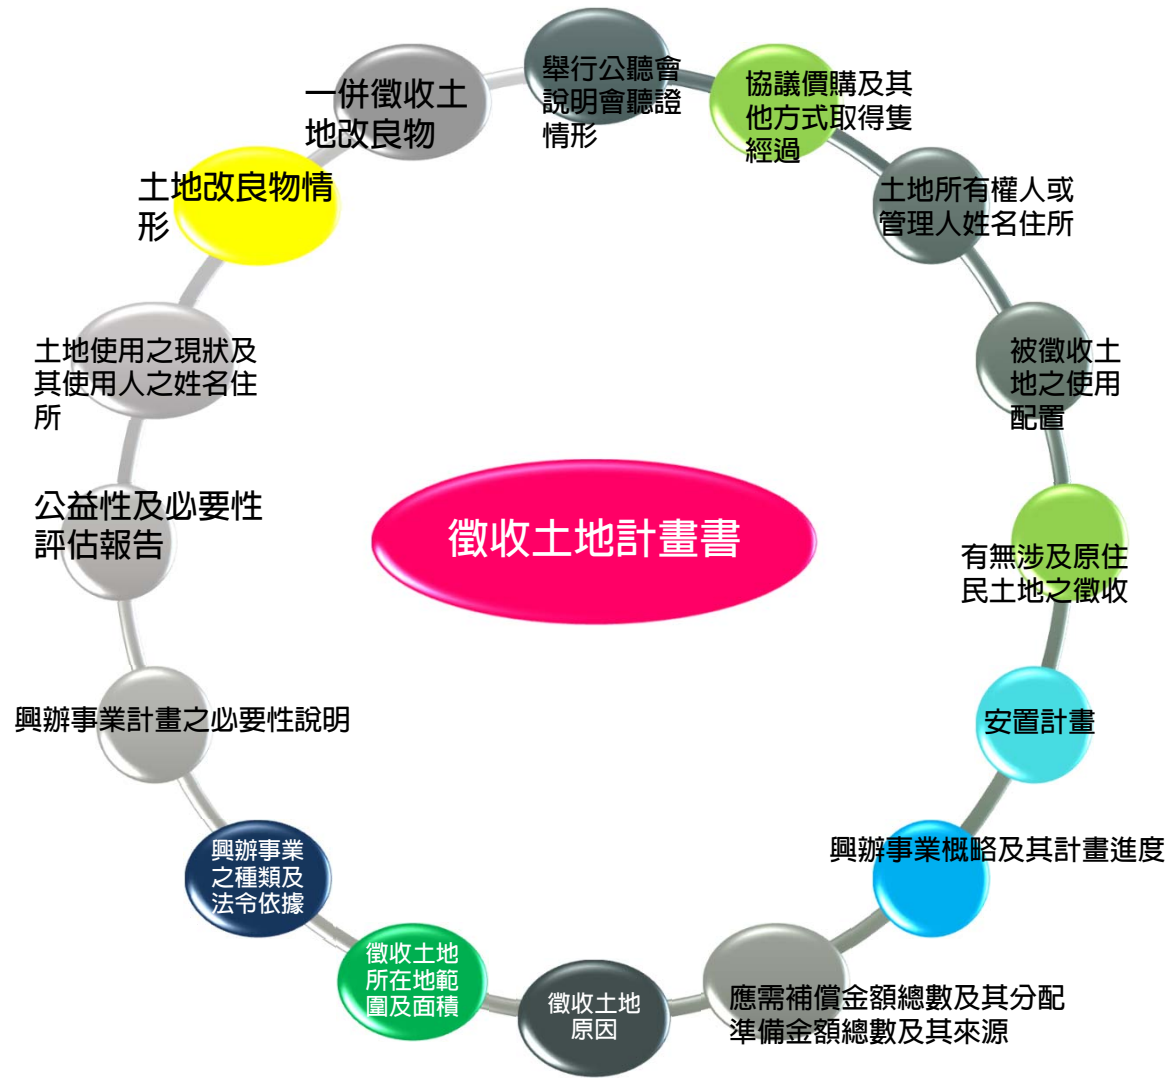 舉行公聽會
說明會聽證
情形
協議價購及其
他方式取得隻
經過
土地所有權人或
管理人姓名住所
被徵收土
地之使用
配置
有無涉及原住
民土地之徵收
安置計畫
興辦事業概略及其計畫進度
應需補償金額總數及其分配
準備金額總數及其來源
徵收土地
原因
徵收土地
所在地範
圍及面積
興辦事業
之種類及
法令依據
興辦事業計畫之必要性說明
公益性及必要性
評估報告
土地使用之現狀及
其使用人之姓名住
所
土地改良物情
形
一併徵收土
地改良物
徵收土地計畫書